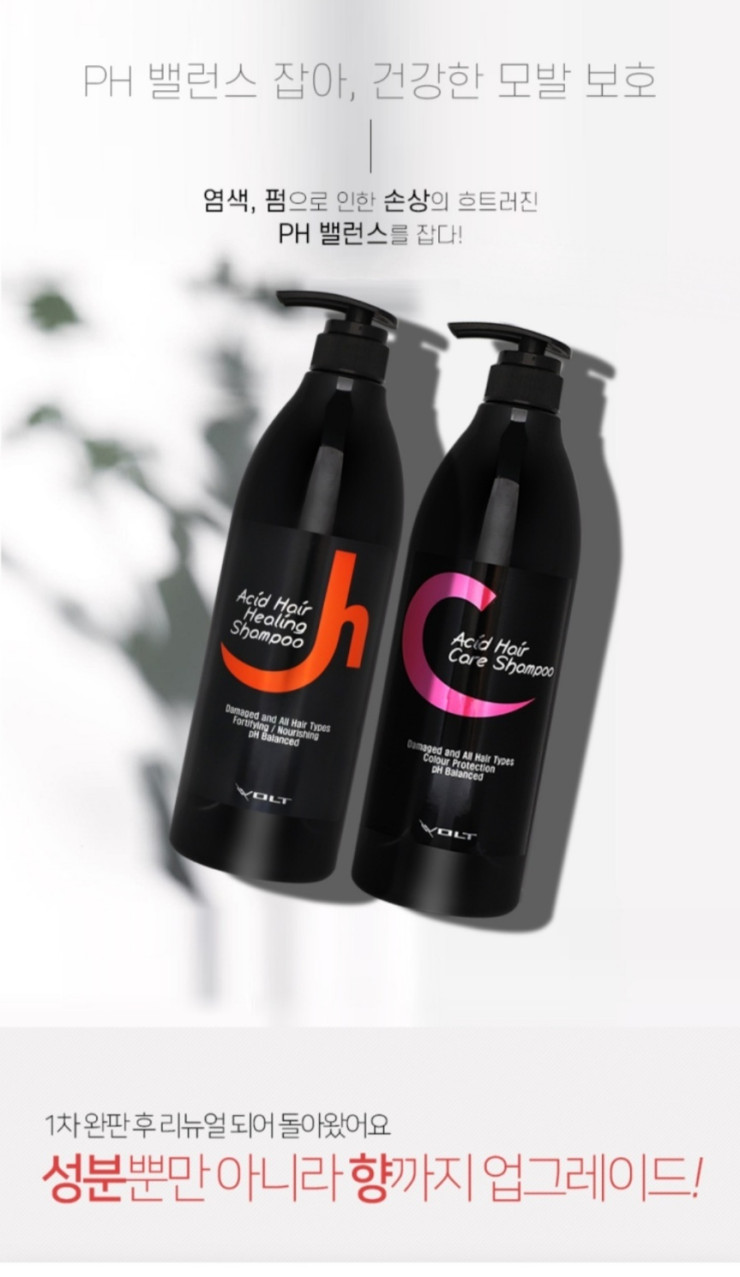 PH 밸런스 잡아, 건강한 모발 보호
염색, 펌으로 인한 손상의 흐트러진
PH 밸런스를 잡다!
h
Acid Hair
Healing
Shampoo
Damaged and All Hair Types
Fortifying / Nourishing
pH Balanced
VOLT
C
Acid Hair
Care Shampoo
Damaged and All Hair Types
Colour Protection
pH Balanced
VOLT
1차 완판 후 리뉴얼 되어 돌아왔어요
성분뿐만 아니라 향까지 업그레이드!